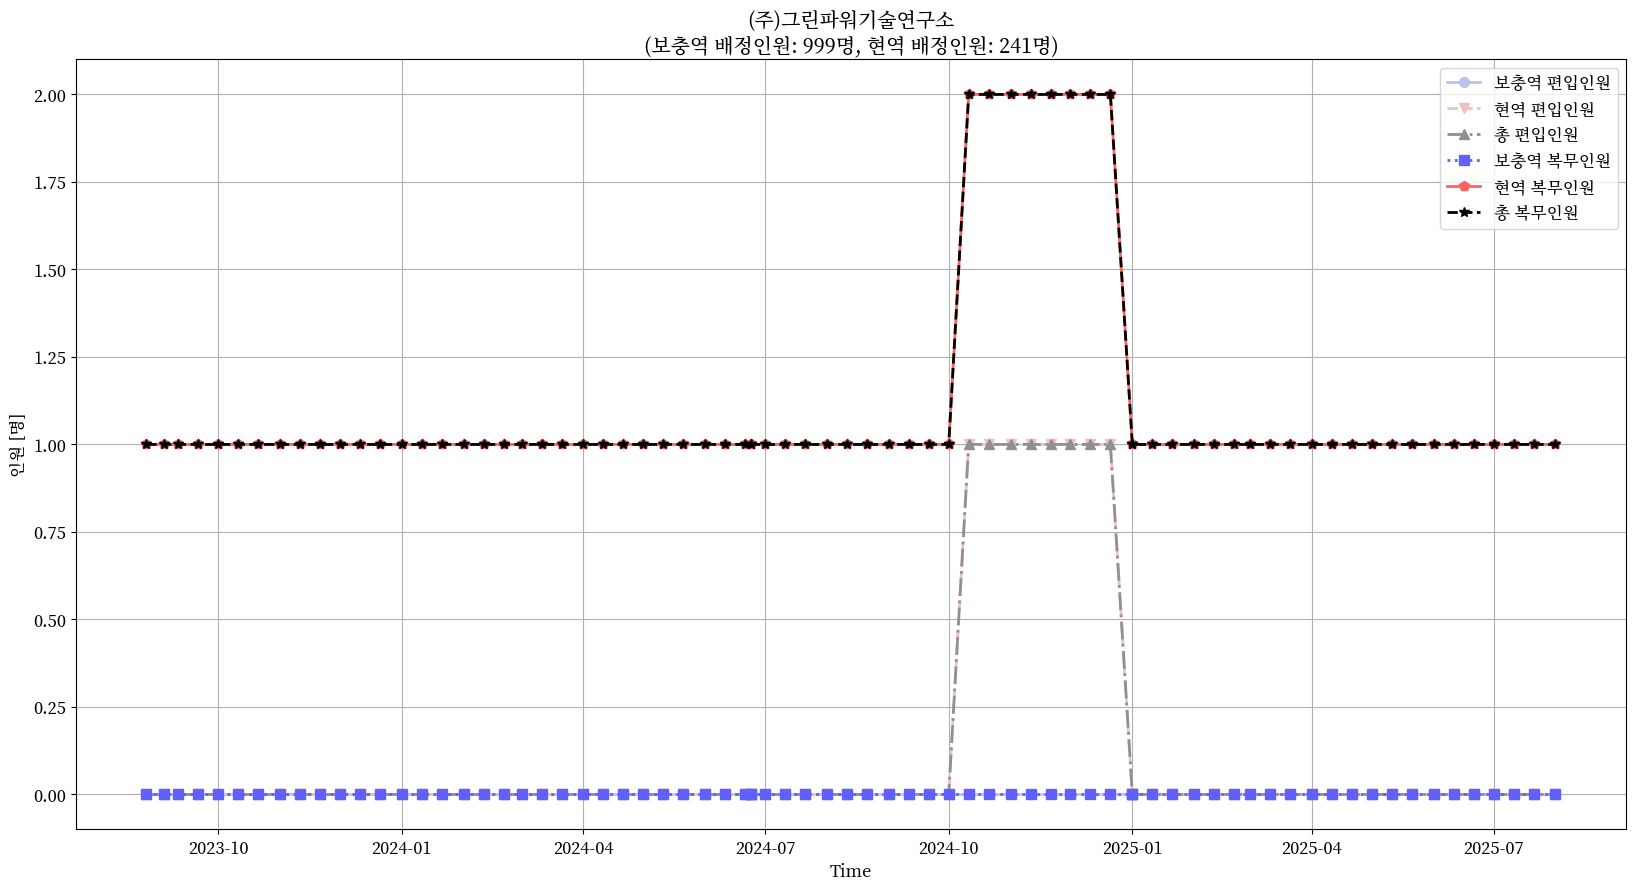 (주)그린파워기술연구소
(보충역 배정인원: 999명, 현역 배정인원: 241명)
보충역 편입인원
현역 편입인원
총 편입인원
보충역 복무인원
현역 복무인원
총 복무인원
인원 [명]
2.00
1.75
1.50
1.25
1.00
0.75
0.50
0.25
0.00
2023-10
2024-01
2024-04
2024-07
2024-10
2025-01
2025-04
2025-07
Time